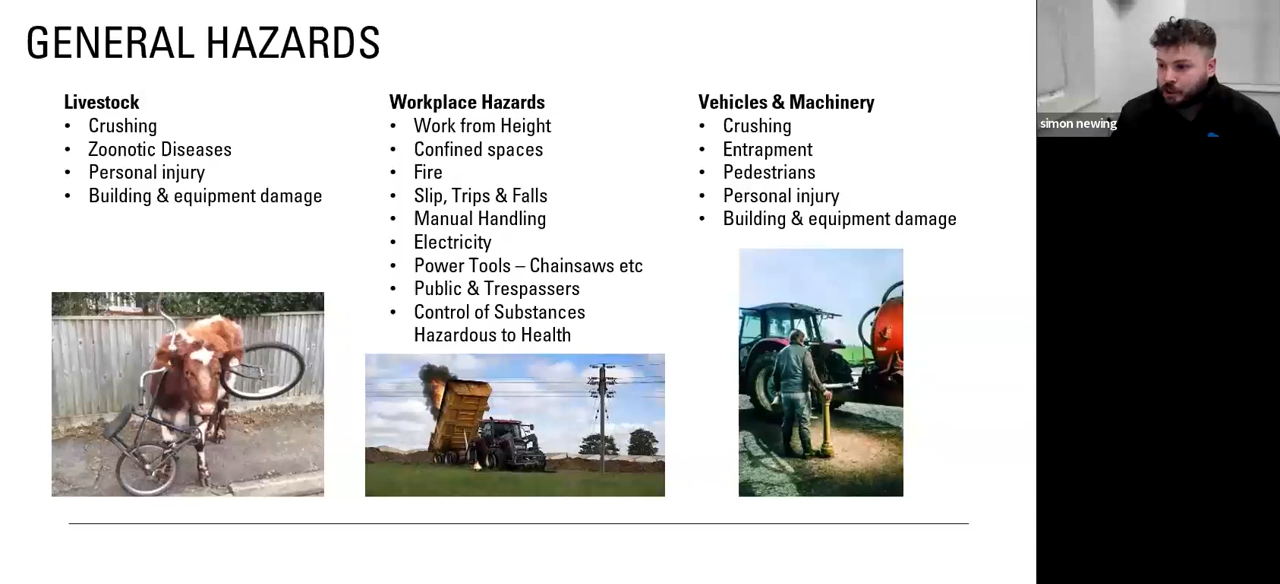 GENERAL HAZARDS
Livestock
• Crushing
• Zoonotic Diseases
• Personal injury
• Building & equipment damage
Workplace Hazards
• Work from Height
• Confined spaces
• Fire
• Slip, Trips & Falls
• Manual Handling
• Electricity
• Power Tools – Chainsaws etc
• Public & Trespassers
• Control of Substances
Hazardous to Health
Vehicles & Machinery
• Crushing
• Entrapment
• Pedestrians
• Personal injury
• Building & equipment damage
simon newing